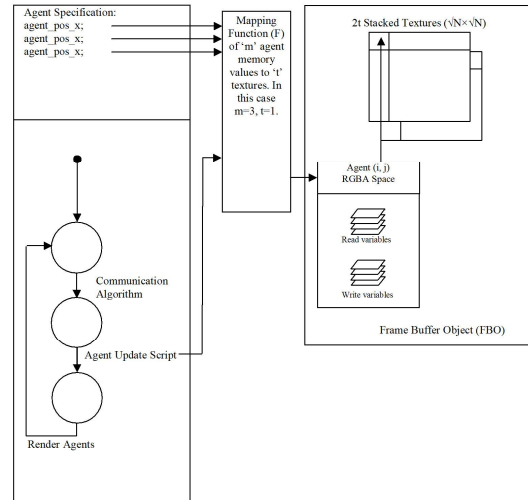 Agent Specification:
agent_pos_x;
agent_pos_x;
agent_pos_x;
Mapping
Function (F)
of ‘m’ agent
memory
values to ‘t’
textures. In
this case
m=3, t=1.
2t Stacked Textures (√N×√N)
Agent (i, j)
RGBA Space
Read variables
Write variables
Frame Buffer Object (FBO)
Communication
Algorithm
Agent Update Script
Render Agents